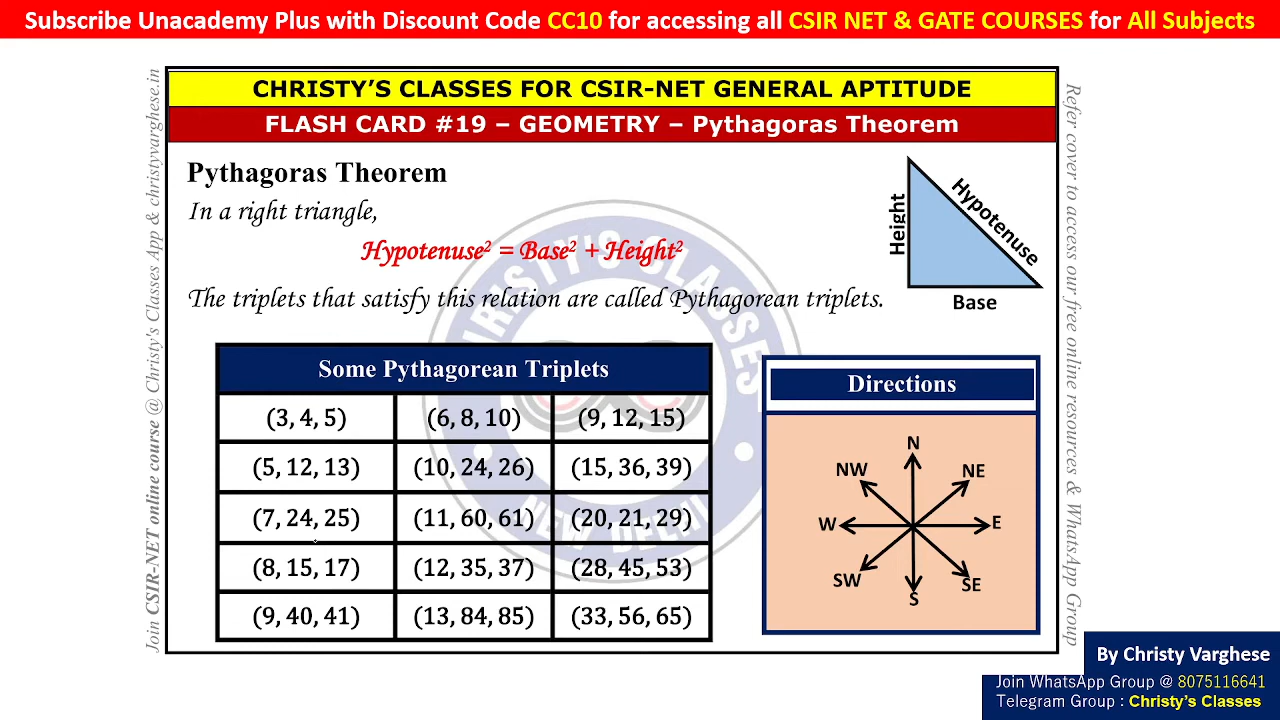 Subscribe Unacademy Plus with Discount Code CC10 for accessing all CSIR NET & GATE COURSES for All Subjects
CHRISTY'S CLASSES FOR CSIR-NET GENERAL APTITUDE
FLASH CARD #19 – GEOMETRY – Pythagoras Theorem
Pythagoras Theorem
In a right triangle,
Hypotenuse² = Base² + Height²
The triplets that satisfy this relation are called Pythagorean triplets.
Height
Hypotenuse
Base
Some Pythagorean Triplets
(3, 4, 5) (6, 8, 10) (9, 12, 15)
(5, 12, 13) (10, 24, 26) (15, 36, 39)
(7, 24, 25) (11, 60, 61) (20, 21, 29)
(8, 15, 17) (12, 35, 37) (28, 45, 53)
(9, 40, 41) (13, 84, 85) (33, 56, 65)
Directions
N
NW NE
W E
SW SE
S
Join CSIR-NET online course @ Christy's Classes App & christyvarghese.in
Refer cover to access our free online resources & WhatsApp Group
CHRISTY'S CLASSES
NEW DELHI
By Christy Varghese
Join WhatsApp Group @ 8075116641
Telegram Group : Christy's Classes